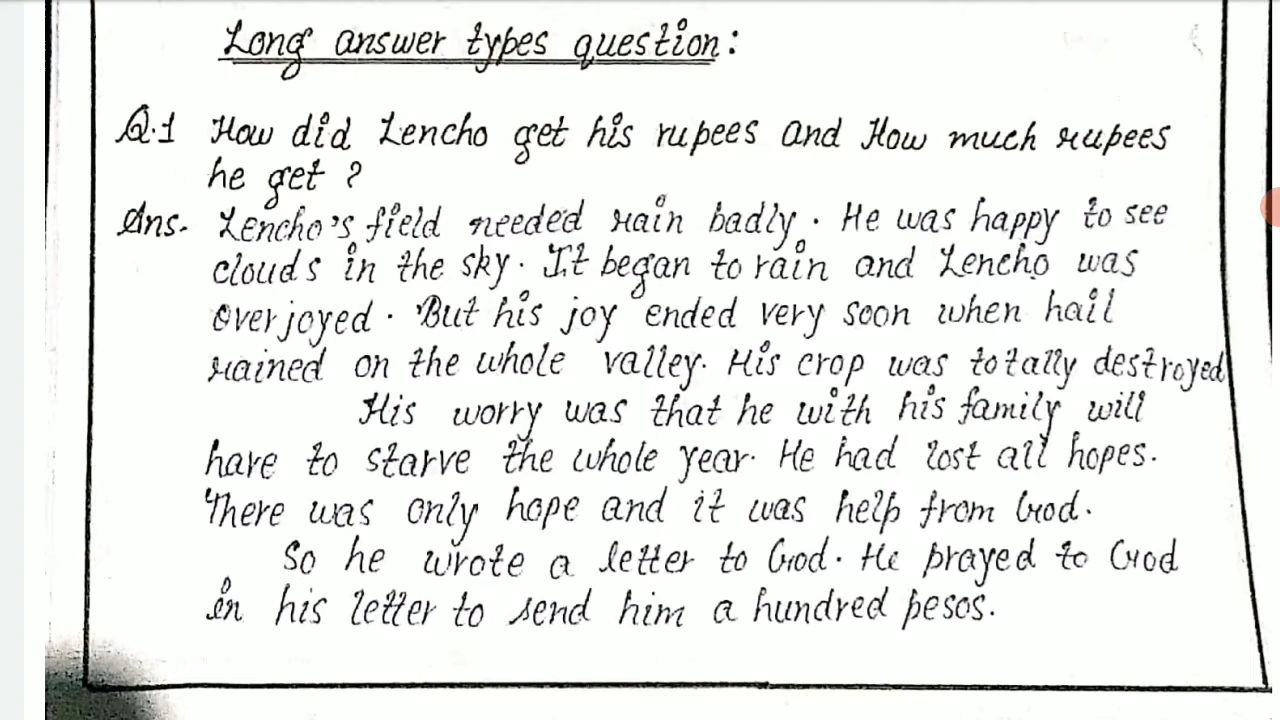 Long answer types question:
Q.1 How did Lencho get his rupees and How much rupees
he get ?
Ans. Lencho's field needed rain badly. He was happy to see
clouds in the sky. It began to rain and Lencho was
overjoyed. But his joy ended very soon when hail
rained on the whole valley. His crop was totally destroyed
His worry was that he with his family will
have to starve the whole year. He had lost all hopes.
There was only hope and it was help from God.
So he wrote a letter to God. He prayed to God
in his letter to send him a hundred pesos.